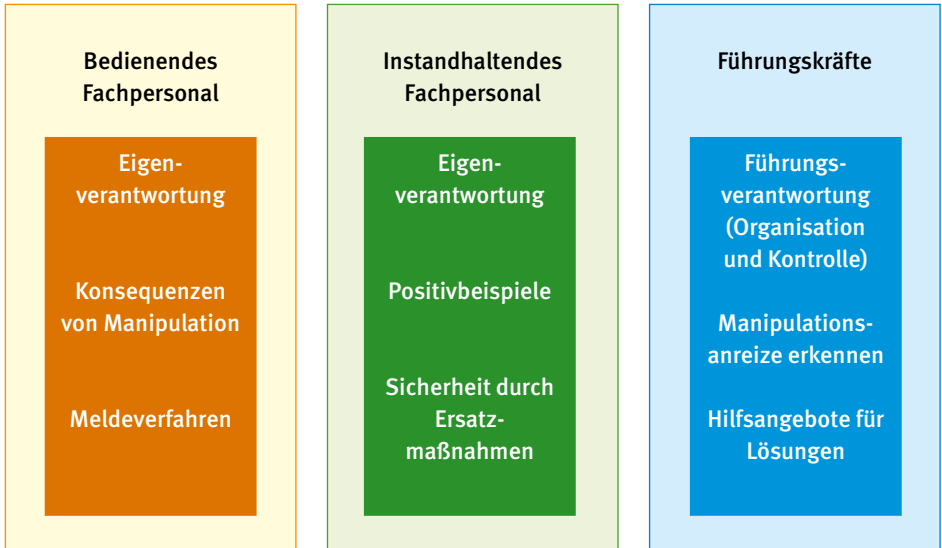 Bedienendes
Fachpersonal
Eigen-
verantwortung
Konsequenzen
von Manipulation
Meldeverfahren
Instandhaltendes
Fachpersonal
Eigen-
verantwortung
Positivbeispiele
Sicherheit durch
Ersatz-
maßnahmen
Führungskräfte
Führungs-
verantwortung
(Organisation
und Kontrolle)
Manipulations-
anreize erkennen
Hilfsangebote für
Lösungen